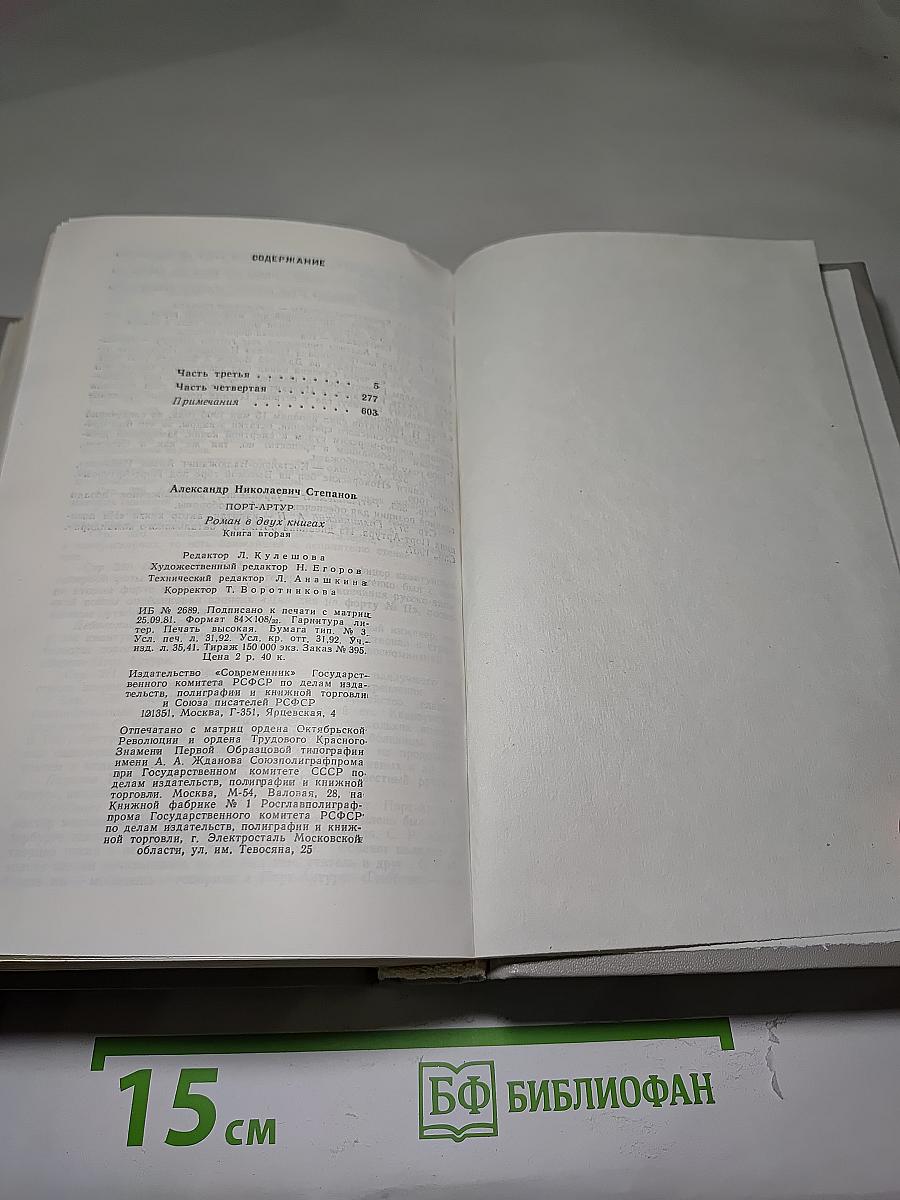 СОДЕРЖАНИЕ
Часть третья . . . . . . . . . 5
Часть четвертая . . . . . . . 277
Примечания . . . . . . . . . 603
Александр Николаевич Степанов
ПОРТ-АРТУР
Роман в двух книгах
Книга вторая
Редактор Л. Кулешова
Художественный редактор Н. Егоров
Технический редактор Л. Анашкина
Корректор Т. Воротникова
ИБ № 2689. Подписано к печати с матриц
25.09.81. Формат 84×108/32. Гарнитура ли-
тер. Печать высокая. Бумага тип. № 3.
Усл. печ. л. 31,92. Усл. кр. отт. 31,92. Уч.-
изд. л. 35,41. Тираж 150 000 экз. Заказ № 395.
Цена 2 р. 40 к.
Издательство «Современник» Государст-
венного комитета РСФСР по делам изда-
тельств, полиграфии и книжной торговли
и Союза писателей РСФСР
121351, Москва, Г-351, Ярцевская, 4
Отпечатано с матриц ордена Октябрьской
Революции и ордена Трудового Красного
Знамени Первой Образцовой типографии
имени А. А. Жданова Союзполиграфпрома
при Государственном комитете СССР по
делам издательств, полиграфии и книжной
торговли. Москва, М-54, Валовая, 28, на
Книжной фабрике № 1 Росглавполиграф-
прома Государственного комитета РСФСР
по делам издательств, полиграфии и книж-
ной торговли, г. Электросталь Московской
области, ул. им. Тевосяна, 25
15 см
БФ БИБЛИОФАН